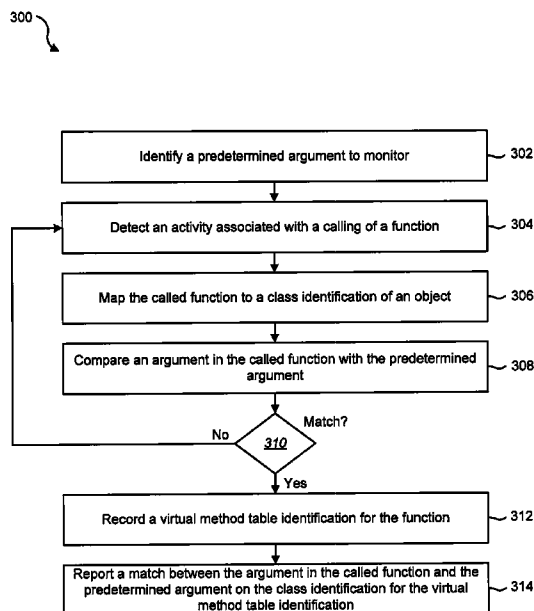 300
Identify a predetermined argument to monitor
302
Detect an activity associated with a calling of a function
304
Map the called function to a class identification of an object
306
Compare an argument in the called function with the predetermined
argument
308
Match?
No
310
Yes
Record a virtual method table identification for the function
312
Report a match between the argument in the called function and the
predetermined argument on the class identification for the virtual
method table identification
314